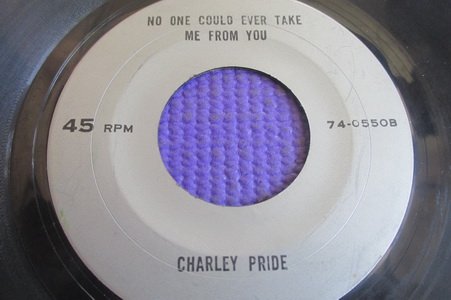 NO ONE COULD EVER TAKE
ME FROM YOU
45 RPM
74-0550B
CHARLEY PRIDE